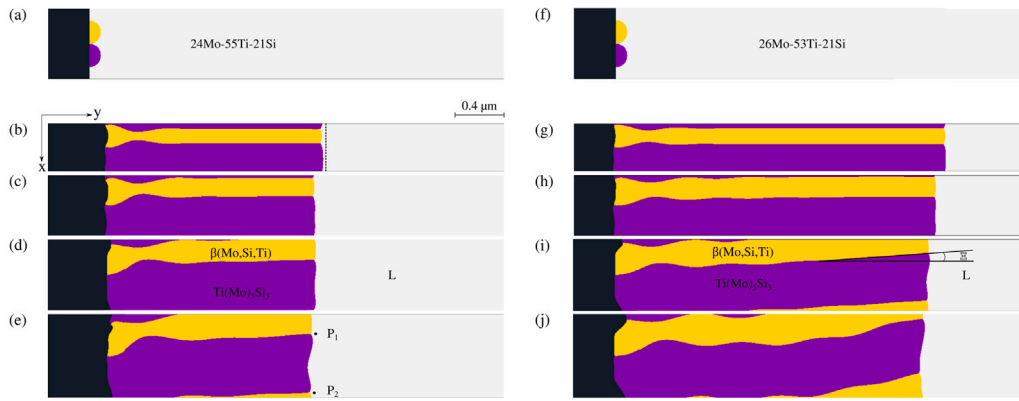 (a)
24Mo-55Ti-21Si
(b)
y
x
0.4 μm
(c)
(d)
β(Mo,Si,Ti)
L
Ti(Mo)5Si3
(e)
P1
P2
(f)
26Mo-53Ti-21Si
(g)
(h)
(i)
β(Mo,Si,Ti)
Ξ
L
Ti(Mo)5Si3
(j)